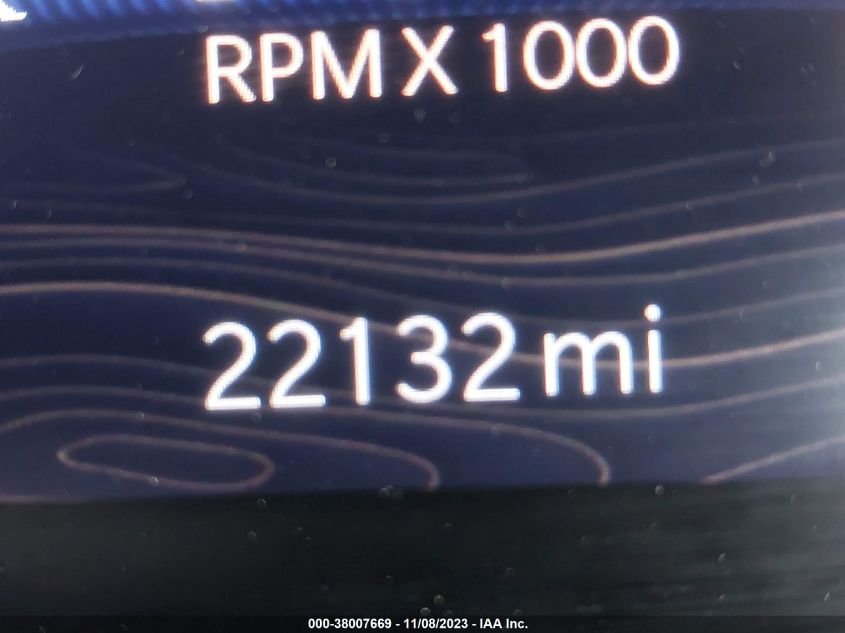 RPM X 1000
22132 mi
000-38007669 - 11/08/2023 - IAA Inc.